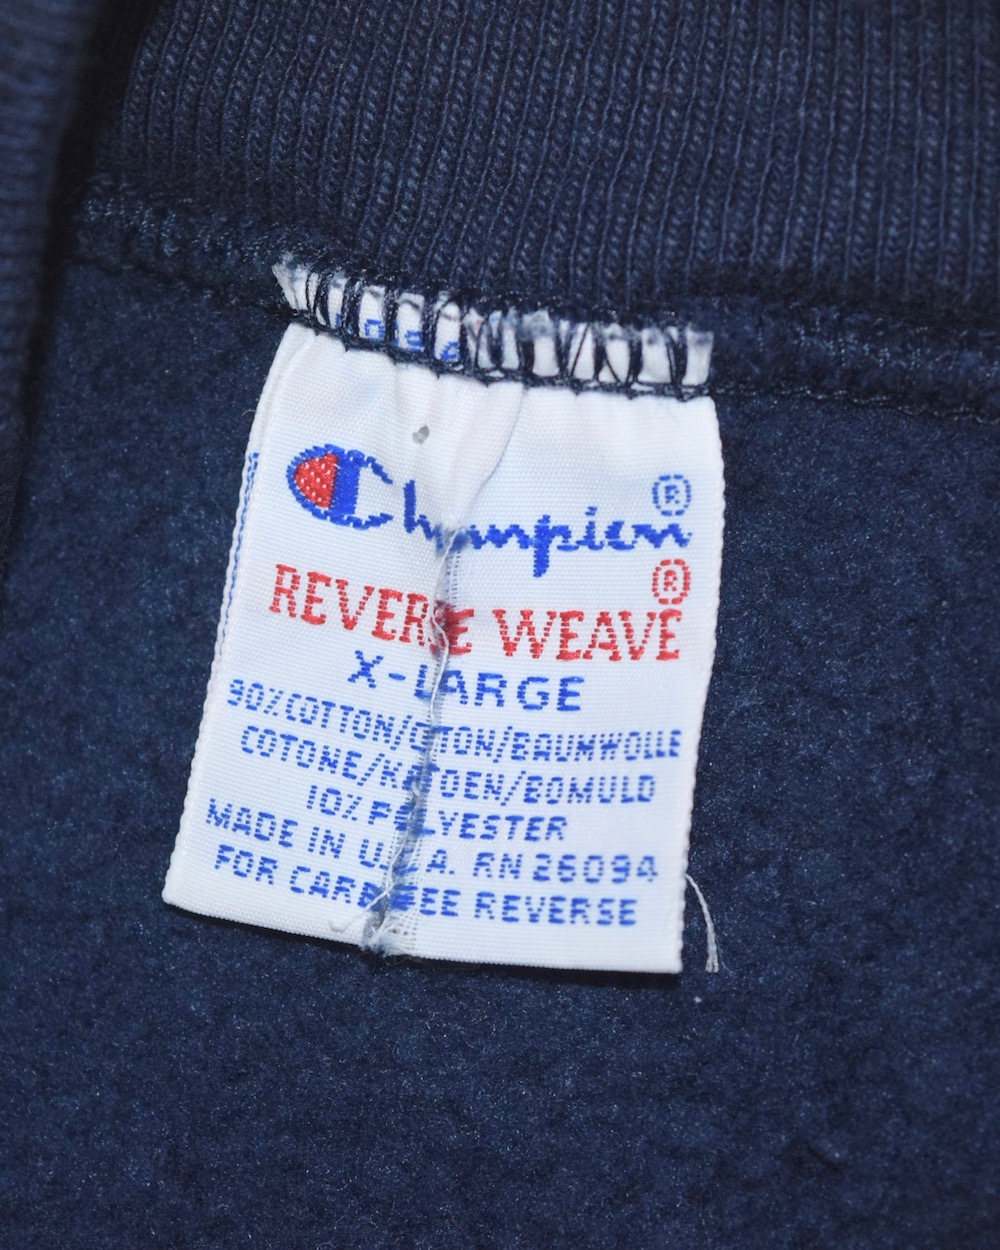 Champion®
REVERSE WEAVE®
X-LARGE
90% COTTON/COTON/BAUMWOLLE
COTONE/KATOEN/BOMULD
10% POLYESTER
MADE IN U.S.A. RN 26094
FOR CARE SEE REVERSE